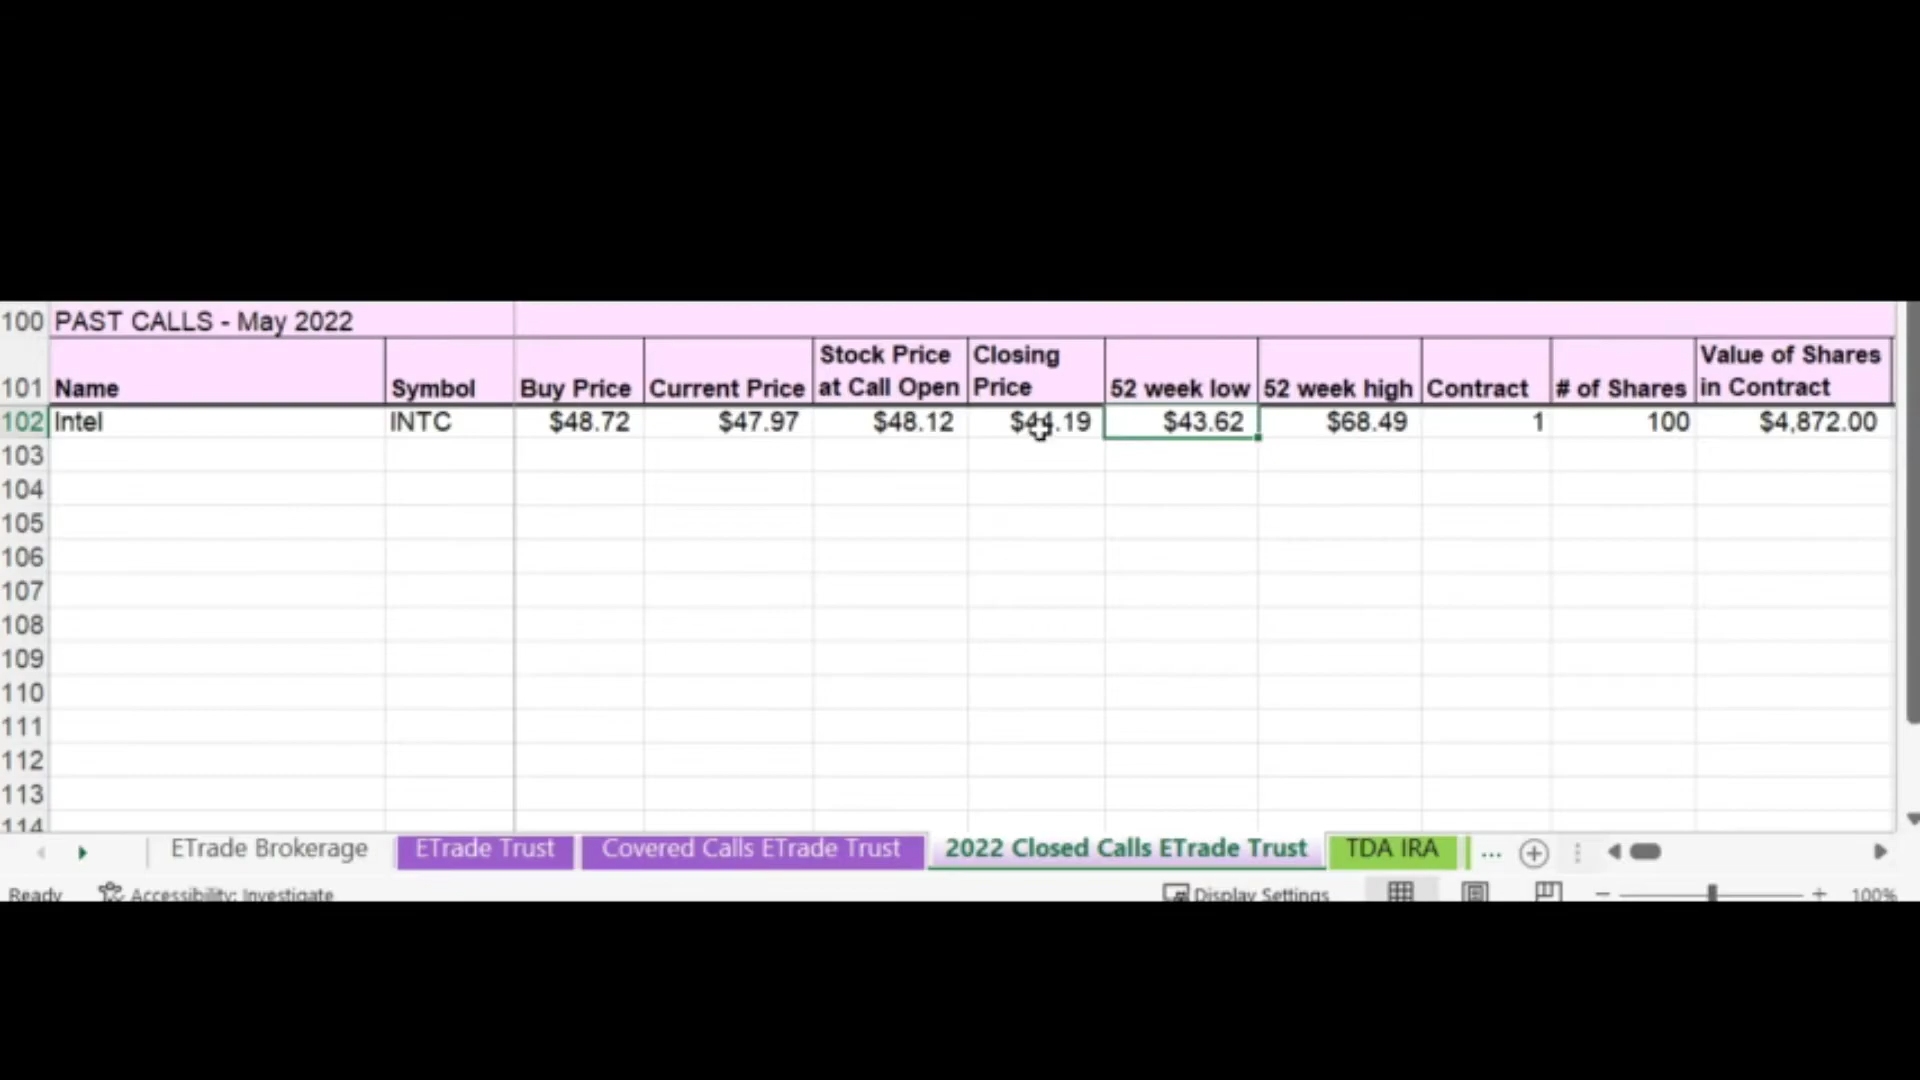 100 PAST CALLS - May 2022
101 Name Symbol Buy Price Current Price Stock Price at Call Open Closing Price 52 week low 52 week high Contract # of Shares Value of Shares in Contract
102 Intel INTC $48.72 $47.97 $48.12 $44.19 $43.62 $68.49 1 100 $4,872.00
103
104
105
106
107
108
109
110
111
112
113
114
ETrade Brokerage ETrade Trust Covered Calls ETrade Trust 2022 Closed Calls ETrade Trust TDA IRA ...
Ready Accessibility: Investigate Display Settings 100%